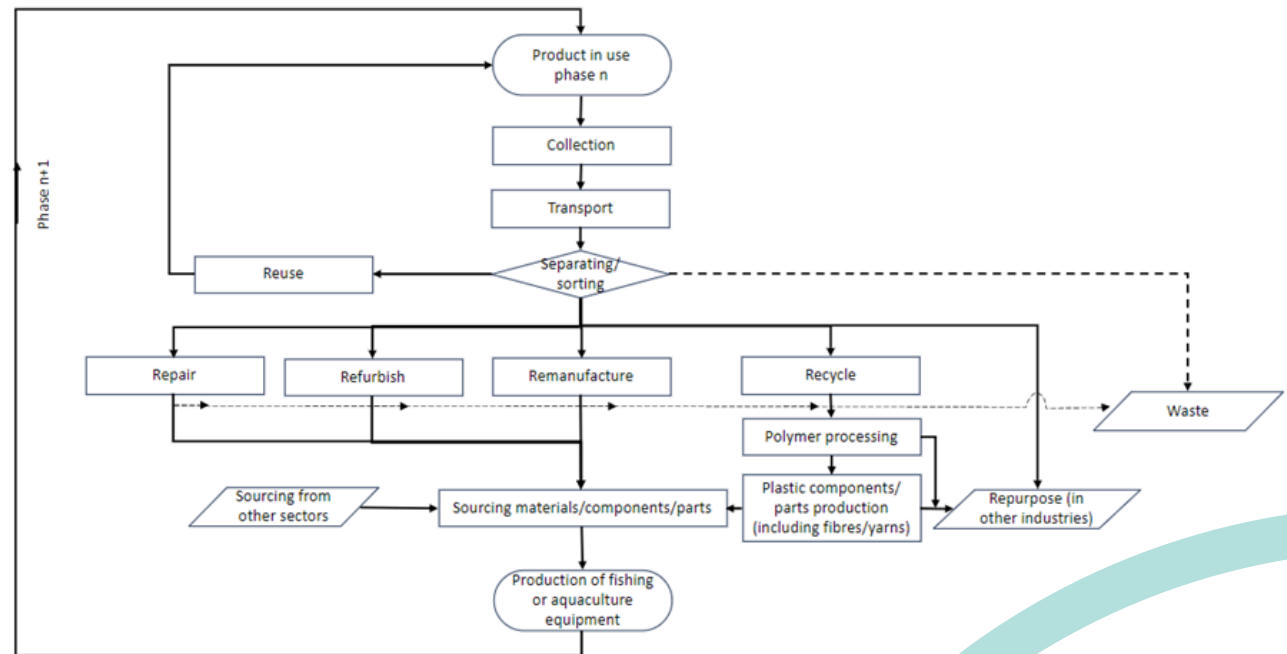 Product in use
phase n
Collection
Phase n+1
Transport
Separating/
sorting
Reuse
Repair
Refurbish
Remanufacture
Recycle
Waste
Polymer processing
Sourcing from
other sectors
Sourcing materials/components/parts
Plastic components/
parts production
(including fibres/yarns)
Repurpose (in
other industries)
Production of fishing
or aquaculture
equipment